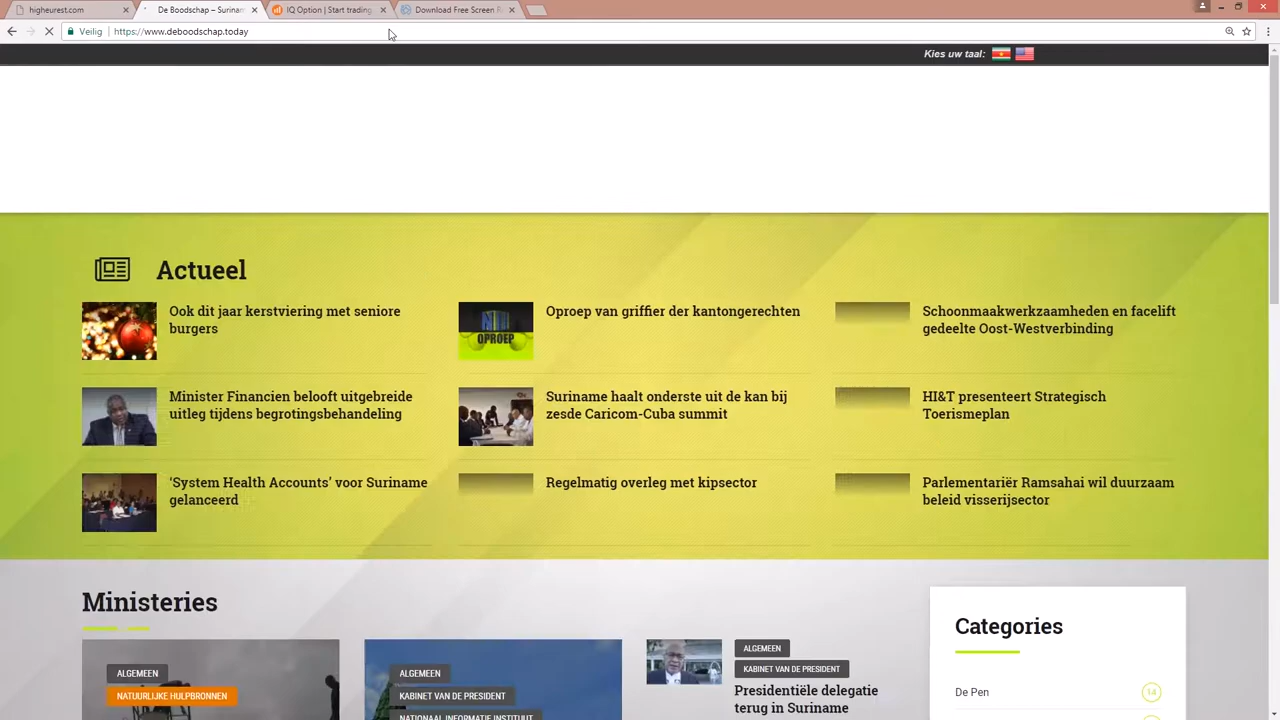 higheurest.com
De Boodschap – Surinam
IQ Option | Start trading
Download Free Screen R
Veilig
https://www.deboodschap.today
Kies uw taal:
Actueel
Ook dit jaar kerstviering met seniore
burgers
Oproep van griffier der kantongerechten
Schoonmaakwerkzaamheden en facelift
gedeelte Oost-Westverbinding
OPROEP
Minister Financien belooft uitgebreide
uitleg tijdens begrotingsbehandeling
Suriname haalt onderste uit de kan bij
zesde Caricom-Cuba summit
HI&T presenteert Strategisch
Toerismeplan
‘System Health Accounts’ voor Suriname
gelanceerd
Regelmatig overleg met kipsector
Parlementariër Ramsahai wil duurzaam
beleid visserijsector
Ministeries
Categories
ALGEMEEN
NATUURLIJKE HULPBRONNEN
ALGEMEEN
KABINET VAN DE PRESIDENT
NATIONAAL INFORMATIE INSTITUUT
ALGEMEEN
KABINET VAN DE PRESIDENT
Presidentiële delegatie
terug in Suriname
De Pen
14